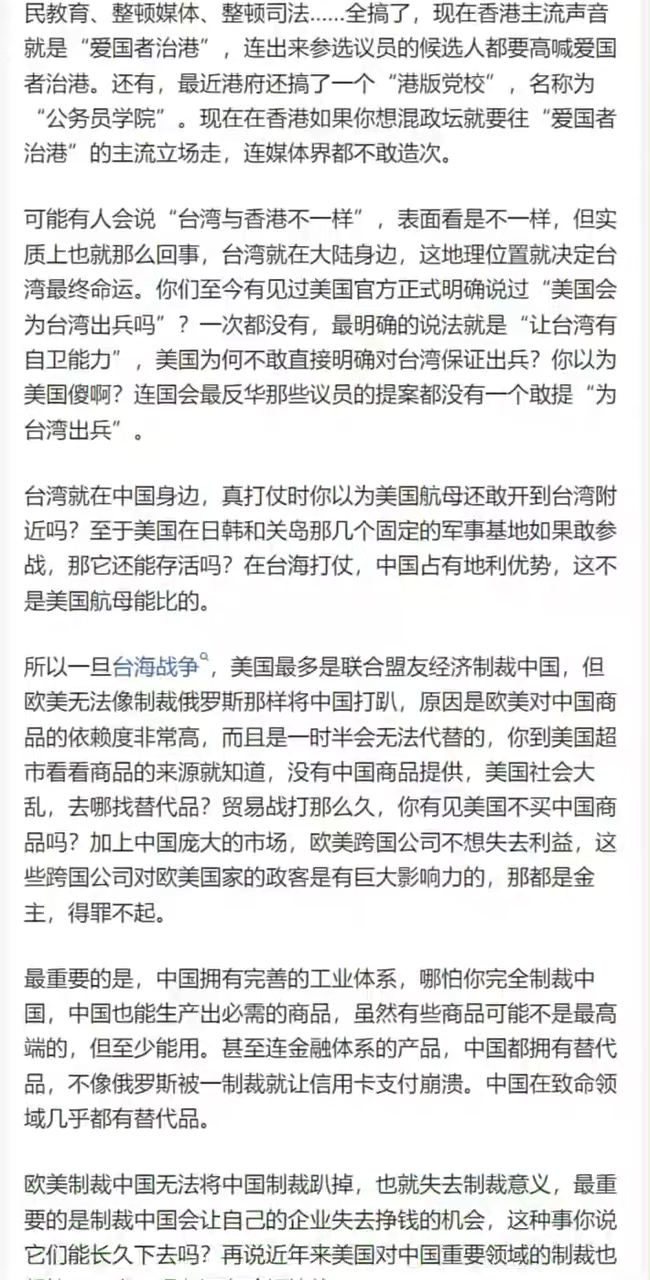 民教育、整顿媒体、整顿司法......全搞了，现在香港主流声音
就是“爱国者治港”，连出来参选议员的候选人都要高喊爱国
者治港。还有，最近港府还搞了一个“港版党校”，名称为
“公务员学院”。现在在香港如果你想混政坛就要往“爱国者
治港”的主流立场走，连媒体界都不敢造次。
可能有人会说“台湾与香港不一样”，表面看是不一样，但实
质上也就那么回事，台湾就在大陆身边，这地理位置就决定台
湾最终命运。你们至今有见过美国官方正式明确说过“美国会
为台湾出兵吗”？一次都没有，最明确的说法就是“让台湾有
自卫能力”，美国为何不敢直接明确对台湾保证出兵？你以为
美国傻啊？连国会最反华那些议员的提案都没有一个敢提“为
台湾出兵”。
台湾就在中国身边，真打仗时你以为美国航母还敢开到台湾附
近吗？至于美国在日韩和关岛那几个固定的军事基地如果敢参
战，那它还能存活吗？在台海打仗，中国占有地利优势，这不
是美国航母能比的。
所以一旦台海战争，美国最多是联合盟友经济制裁中国，但
欧美无法像制裁俄罗斯那样将中国打趴，原因是欧美对中国商
品的依赖度非常高，而且是一时半会无法代替的，你到美国超
市看看商品的来源就知道，没有中国商品提供，美国社会大
乱，去哪找替代品？贸易战打那么久，你有见美国不买中国商
品吗？加上中国庞大的市场，欧美跨国公司不想失去利益，这
些跨国公司对欧美国家的政客是有巨大影响力的，那都是金
主，得罪不起。
最重要的是，中国拥有完善的工业体系，哪怕你完全制裁中
国，中国也能生产出必需的商品，虽然有些商品可能不是最高
端的，但至少能用。甚至连金融体系的产品，中国都拥有替代
品，不像俄罗斯被一制裁就让信用卡支付崩溃。中国在致命领
域几乎都有替代品。
欧美制裁中国无法将中国制裁趴掉，也就失去制裁意义，最重
要的是制裁中国会让自己的企业失去挣钱的机会，这种事你说
它们能长久下去吗？再说近年来美国对中国重要领域的制裁也